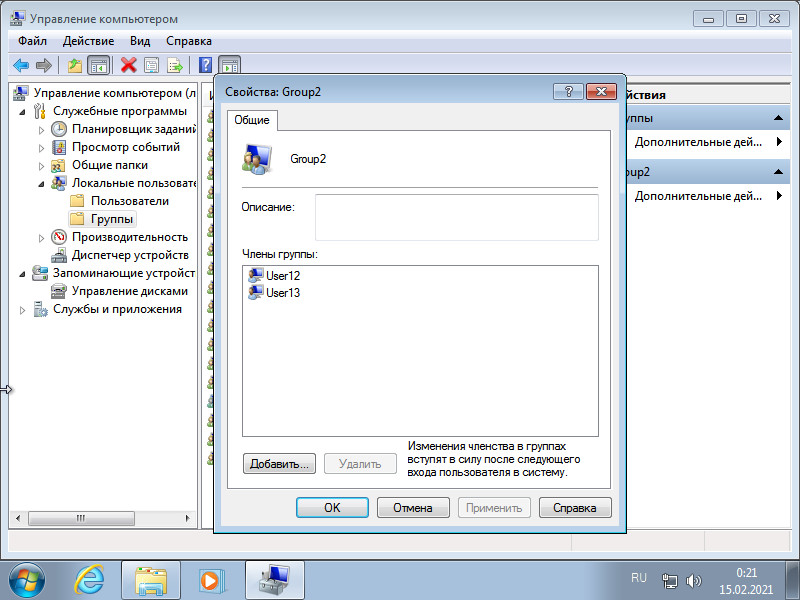 Управление компьютером
Файл Действие Вид Справка
Управление компьютером (л
Служебные программы
Планировщик заданий
Просмотр событий
Общие папки
Локальные пользовате
Пользователи
Группы
Производительность
Диспетчер устройств
Запоминающие устройст
Управление дисками
Службы и приложения
Свойства: Group2
Общие
Group2
Описание:
Члены группы:
User12
User13
Добавить...
Удалить
Изменения членства в группах
вступят в силу после следующего
входа пользователя в систему.
OK
Отмена
Применить
Справка
йствия
уппы
Дополнительные дей...
oup2
Дополнительные дей...
RU
0:21
15.02.2021